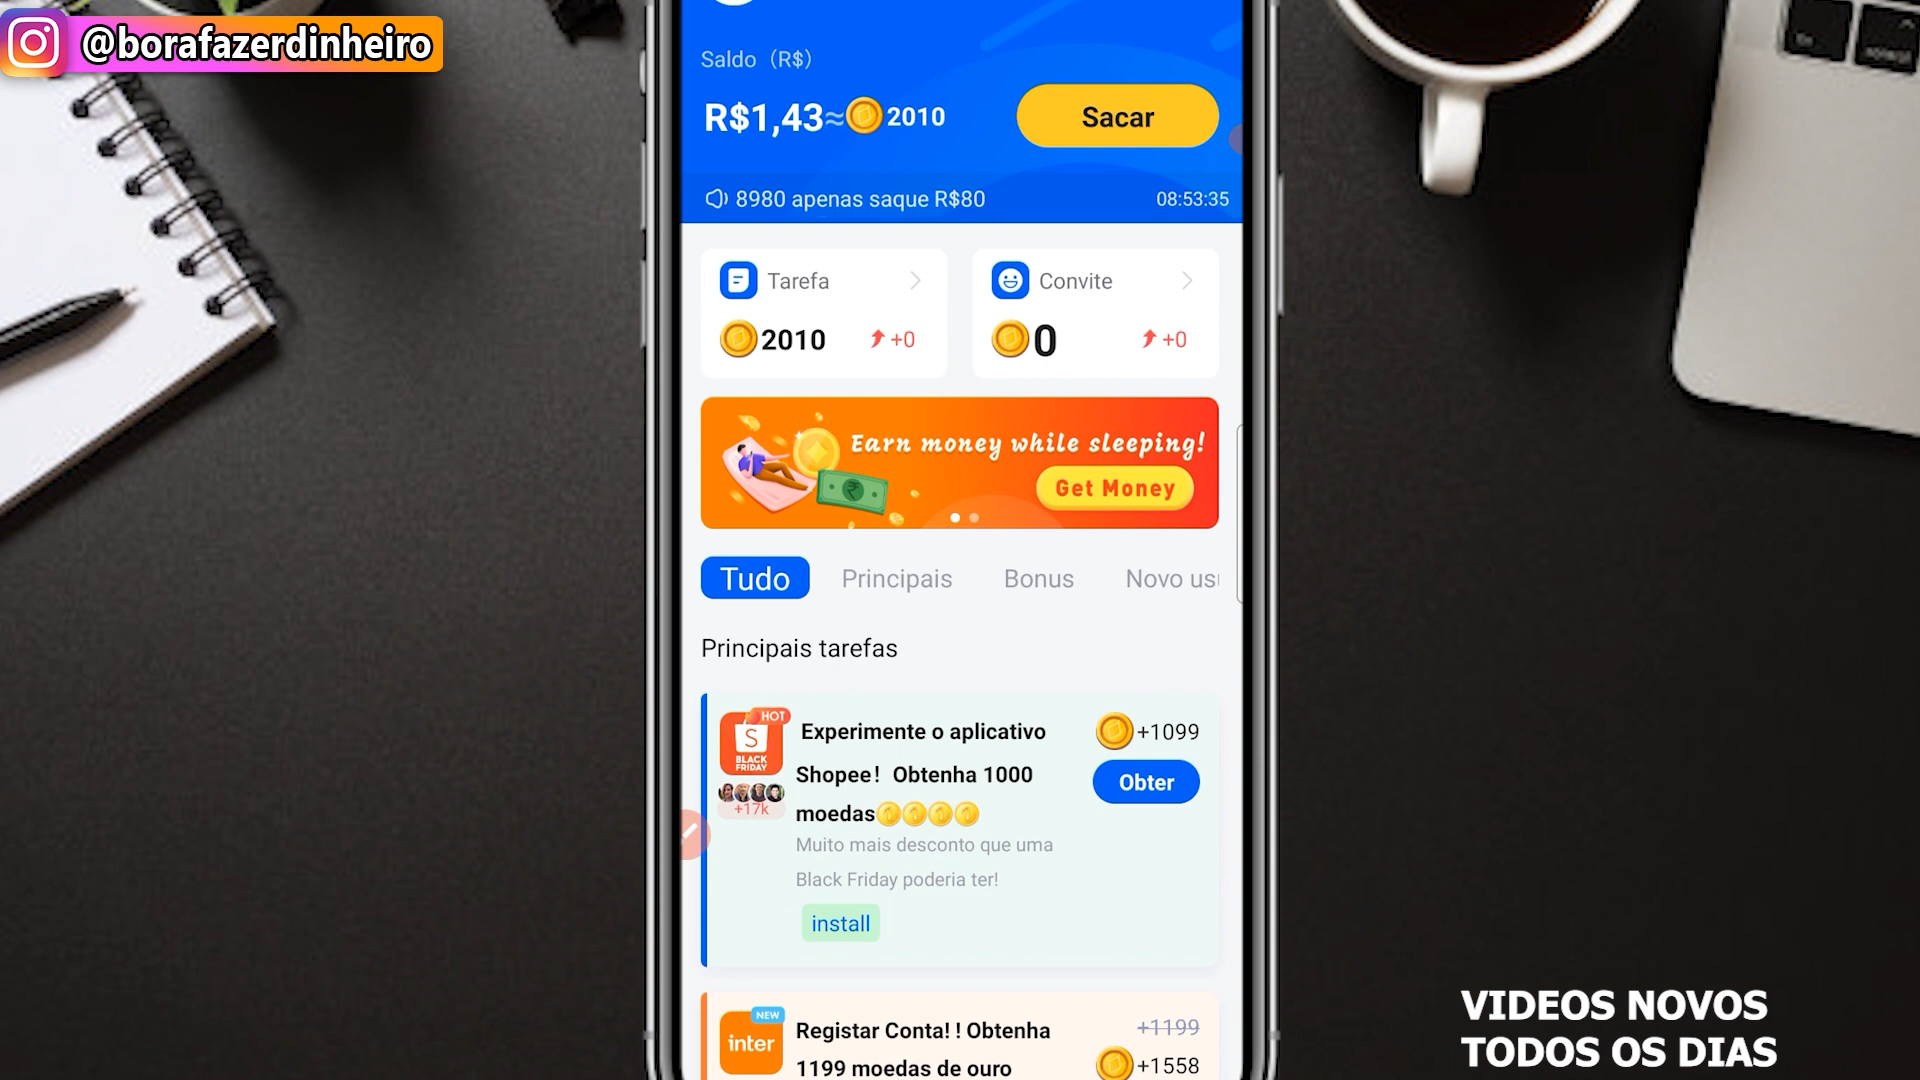 @borafazerdinheiro
Saldo (R$)
R$1,43≈2010
Sacar
8980 apenas saque R$80
08:53:35
Tarefa
Convite
2010
+0
0
+0
Earn money while sleeping!
Get Money
Tudo
Principais
Bonus
Novo usu
Principais tarefas
HOT
S
BLACK
FRIDAY
+17k
Experimente o aplicativo
Shopee! Obtenha 1000
moedas
+1099
Obter
Muito mais desconto que uma
Black Friday poderia ter!
install
NEW
inter
Registar Conta!! Obtenha
1199 moedas de ouro
+1199
+1558
VIDEOS NOVOS
TODOS OS DIAS